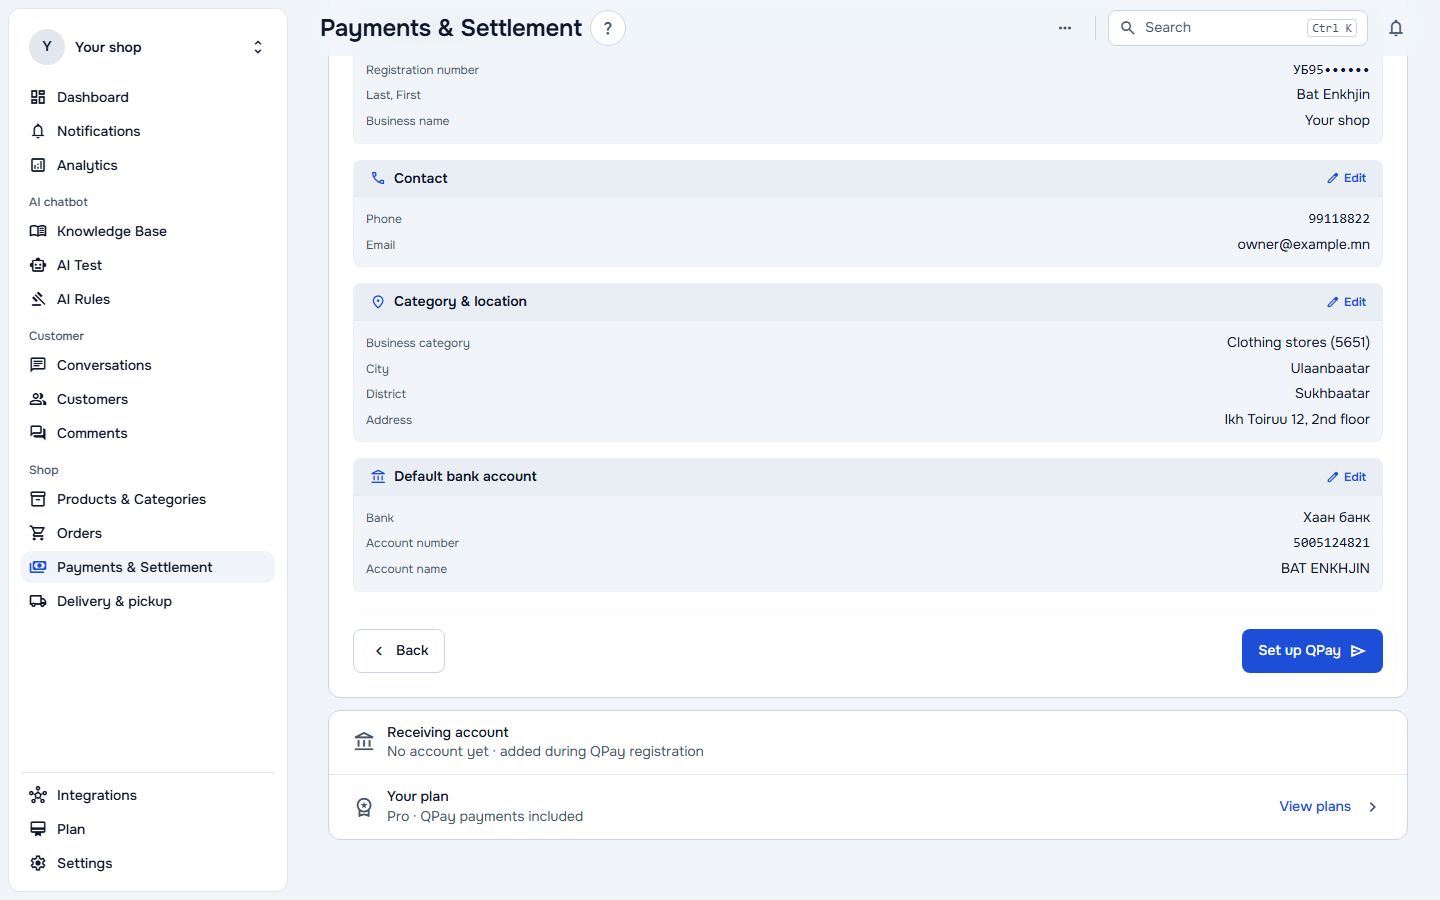 Y
Your shop
Dashboard
Notifications
Analytics
AI chatbot
Knowledge Base
AI Test
AI Rules
Customer
Conversations
Customers
Comments
Shop
Products & Categories
Orders
Payments & Settlement
Delivery & pickup
Integrations
Plan
Settings
Payments & Settlement
?
Search
Ctrl K
Registration number
УБ95••••••
Last, First
Bat Enkhjin
Business name
Your shop
Contact
Edit
Phone
99118822
Email
owner@example.mn
Category & location
Edit
Business category
Clothing stores (5651)
City
Ulaanbaatar
District
Sukhbaatar
Address
Ikh Toiruu 12, 2nd floor
Default bank account
Edit
Bank
Хаан банк
Account number
5005124821
Account name
BAT ENKHJIN
Back
Set up QPay
Receiving account
No account yet · added during QPay registration
Your plan
Pro · QPay payments included
View plans